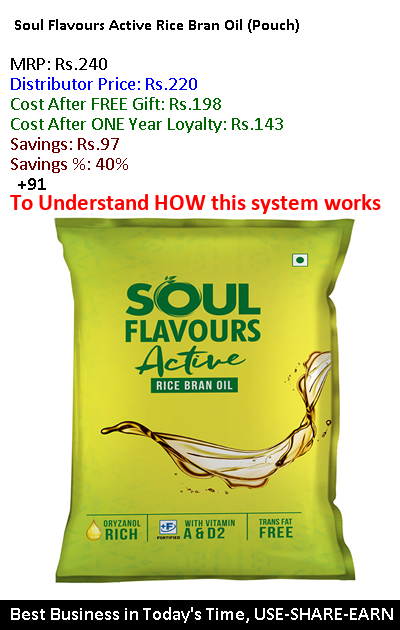 Soul Flavours Active Rice Bran Oil (Pouch)
MRP: Rs.240
Distributor Price: Rs.220
Cost After FREE Gift: Rs.198
Cost After ONE Year Loyalty: Rs.143
Savings: Rs.97
Savings %: 40%
+91
To Understand HOW this system works
SOUL
FLAVOURS
Active
RICE BRAN OIL
ORYZANOL
RICH
+F
FORTIFIED
WITH VITAMIN
A & D2
TRANS FAT
FREE
Best Business in Today's Time, USE-SHARE-EARN